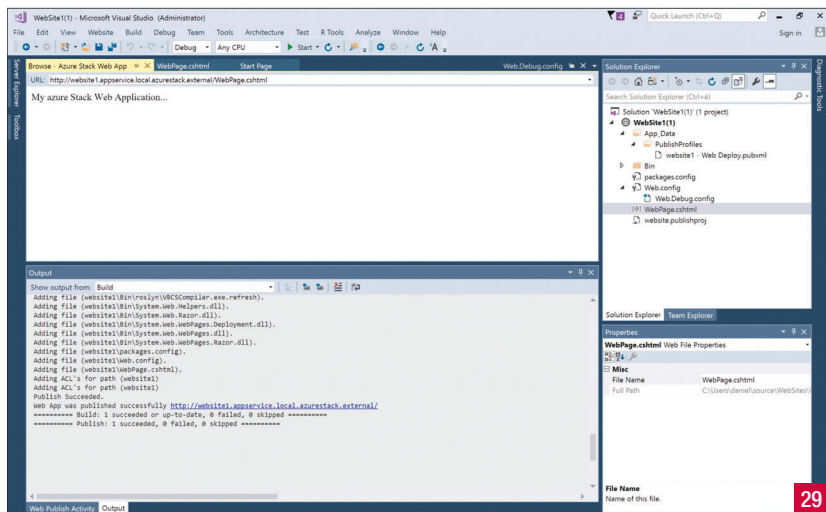 WebSite1(1) - Microsoft Visual Studio (Administrator)
4
Quick Launch (Ctrl+Q)
File Edit View Website Build Debug Team Tools Architecture Test R Tools Analyze Window Help
Sign in
Debug Any CPU Start
Server Explorer
Toolbox
Browse - Azure Stack Web App WebPage.cshtml Start Page Web.Debug.config
URL: http://website1.appservice.local.azurestack.external/WebPage.cshtml
My azure Stack Web Application...
Output
Show output from: Build
Adding file (website1\Bin\roslyn\VBCSCompiler.exe.refresh).
Adding file (website1\Bin\System.Web.Helpers.dll).
Adding file (website1\Bin\System.Web.Razor.dll).
Adding file (website1\Bin\System.Web.WebPages.Deployment.dll).
Adding file (website1\Bin\System.Web.WebPages.dll).
Adding file (website1\Bin\System.Web.WebPages.Razor.dll).
Adding file (website1\packages.config).
Adding file (website1\Web.config).
Adding file (website1\WebPage.cshtml).
Adding ACL's for path (website1)
Adding ACL's for path (website1)
Publish Succeeded.
Web App was published successfully http://website1.appservice.local.azurestack.external/
========== Build: 1 succeeded or up-to-date, 0 failed, 0 skipped ==========
========== Publish: 1 succeeded, 0 failed, 0 skipped ==========
Web Publish Activity Output
Solution Explorer
Search Solution Explorer (Ctrl+è)
Solution 'WebSite1(1)' (1 project)
WebSite1(1)
App_Data
PublishProfiles
website1 - Web Deploy.pubxml
Bin
packages.config
Web.config
Web.Debug.config
WebPage.cshtml
website.publishproj
Solution Explorer Team Explorer
Properties
WebPage.cshtml Web File Properties
Misc
File Name WebPage.cshtml
Full Path C:\Users\daniel\source\WebSites\
File Name
Name of this file.
Diagnostic Tools
29